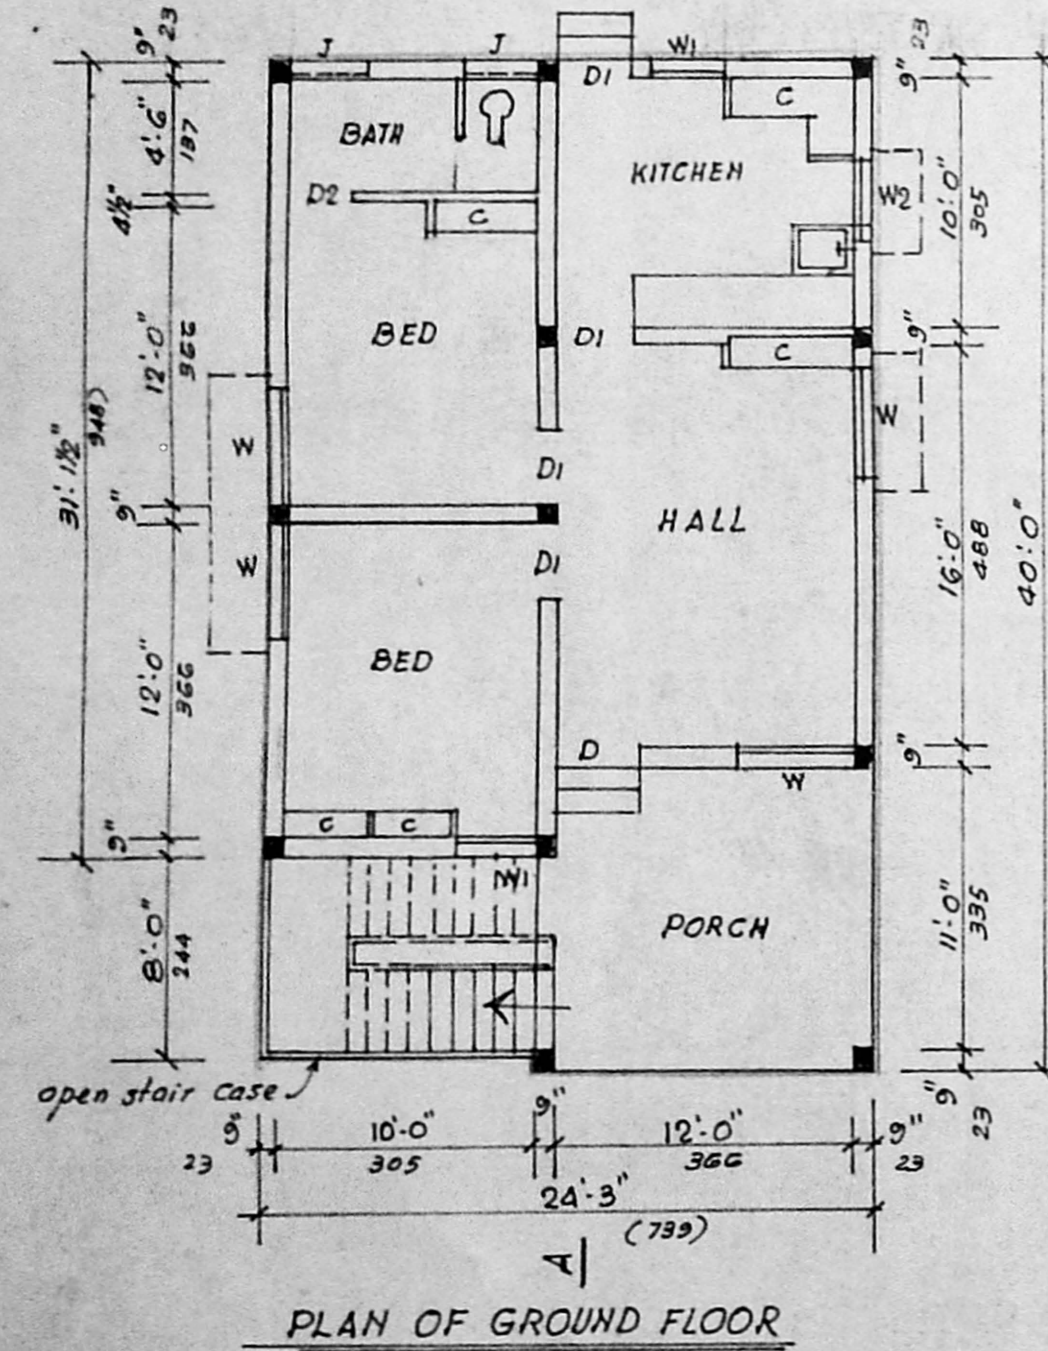 9" 23
J J W1 23
9"
D1
C
4'-6" 137
BATH
KITCHEN
10'-0" 305
D2
4½"
C
W2
12'-0" 366
BED
D1
9"
C
31'-1½" 948)
W
W
D1
9"
HALL
16'-0" 488
40'-0"
W
D1
12'-0" 366
BED
D
9"
W
9"
C C
W1
8'-0" 244
PORCH
11'-0" 335
open stair case
9" 23
9" 10'-0" 9" 12'-0" 9"
23 305 366 23
24'-3"
(739)
A
PLAN OF GROUND FLOOR